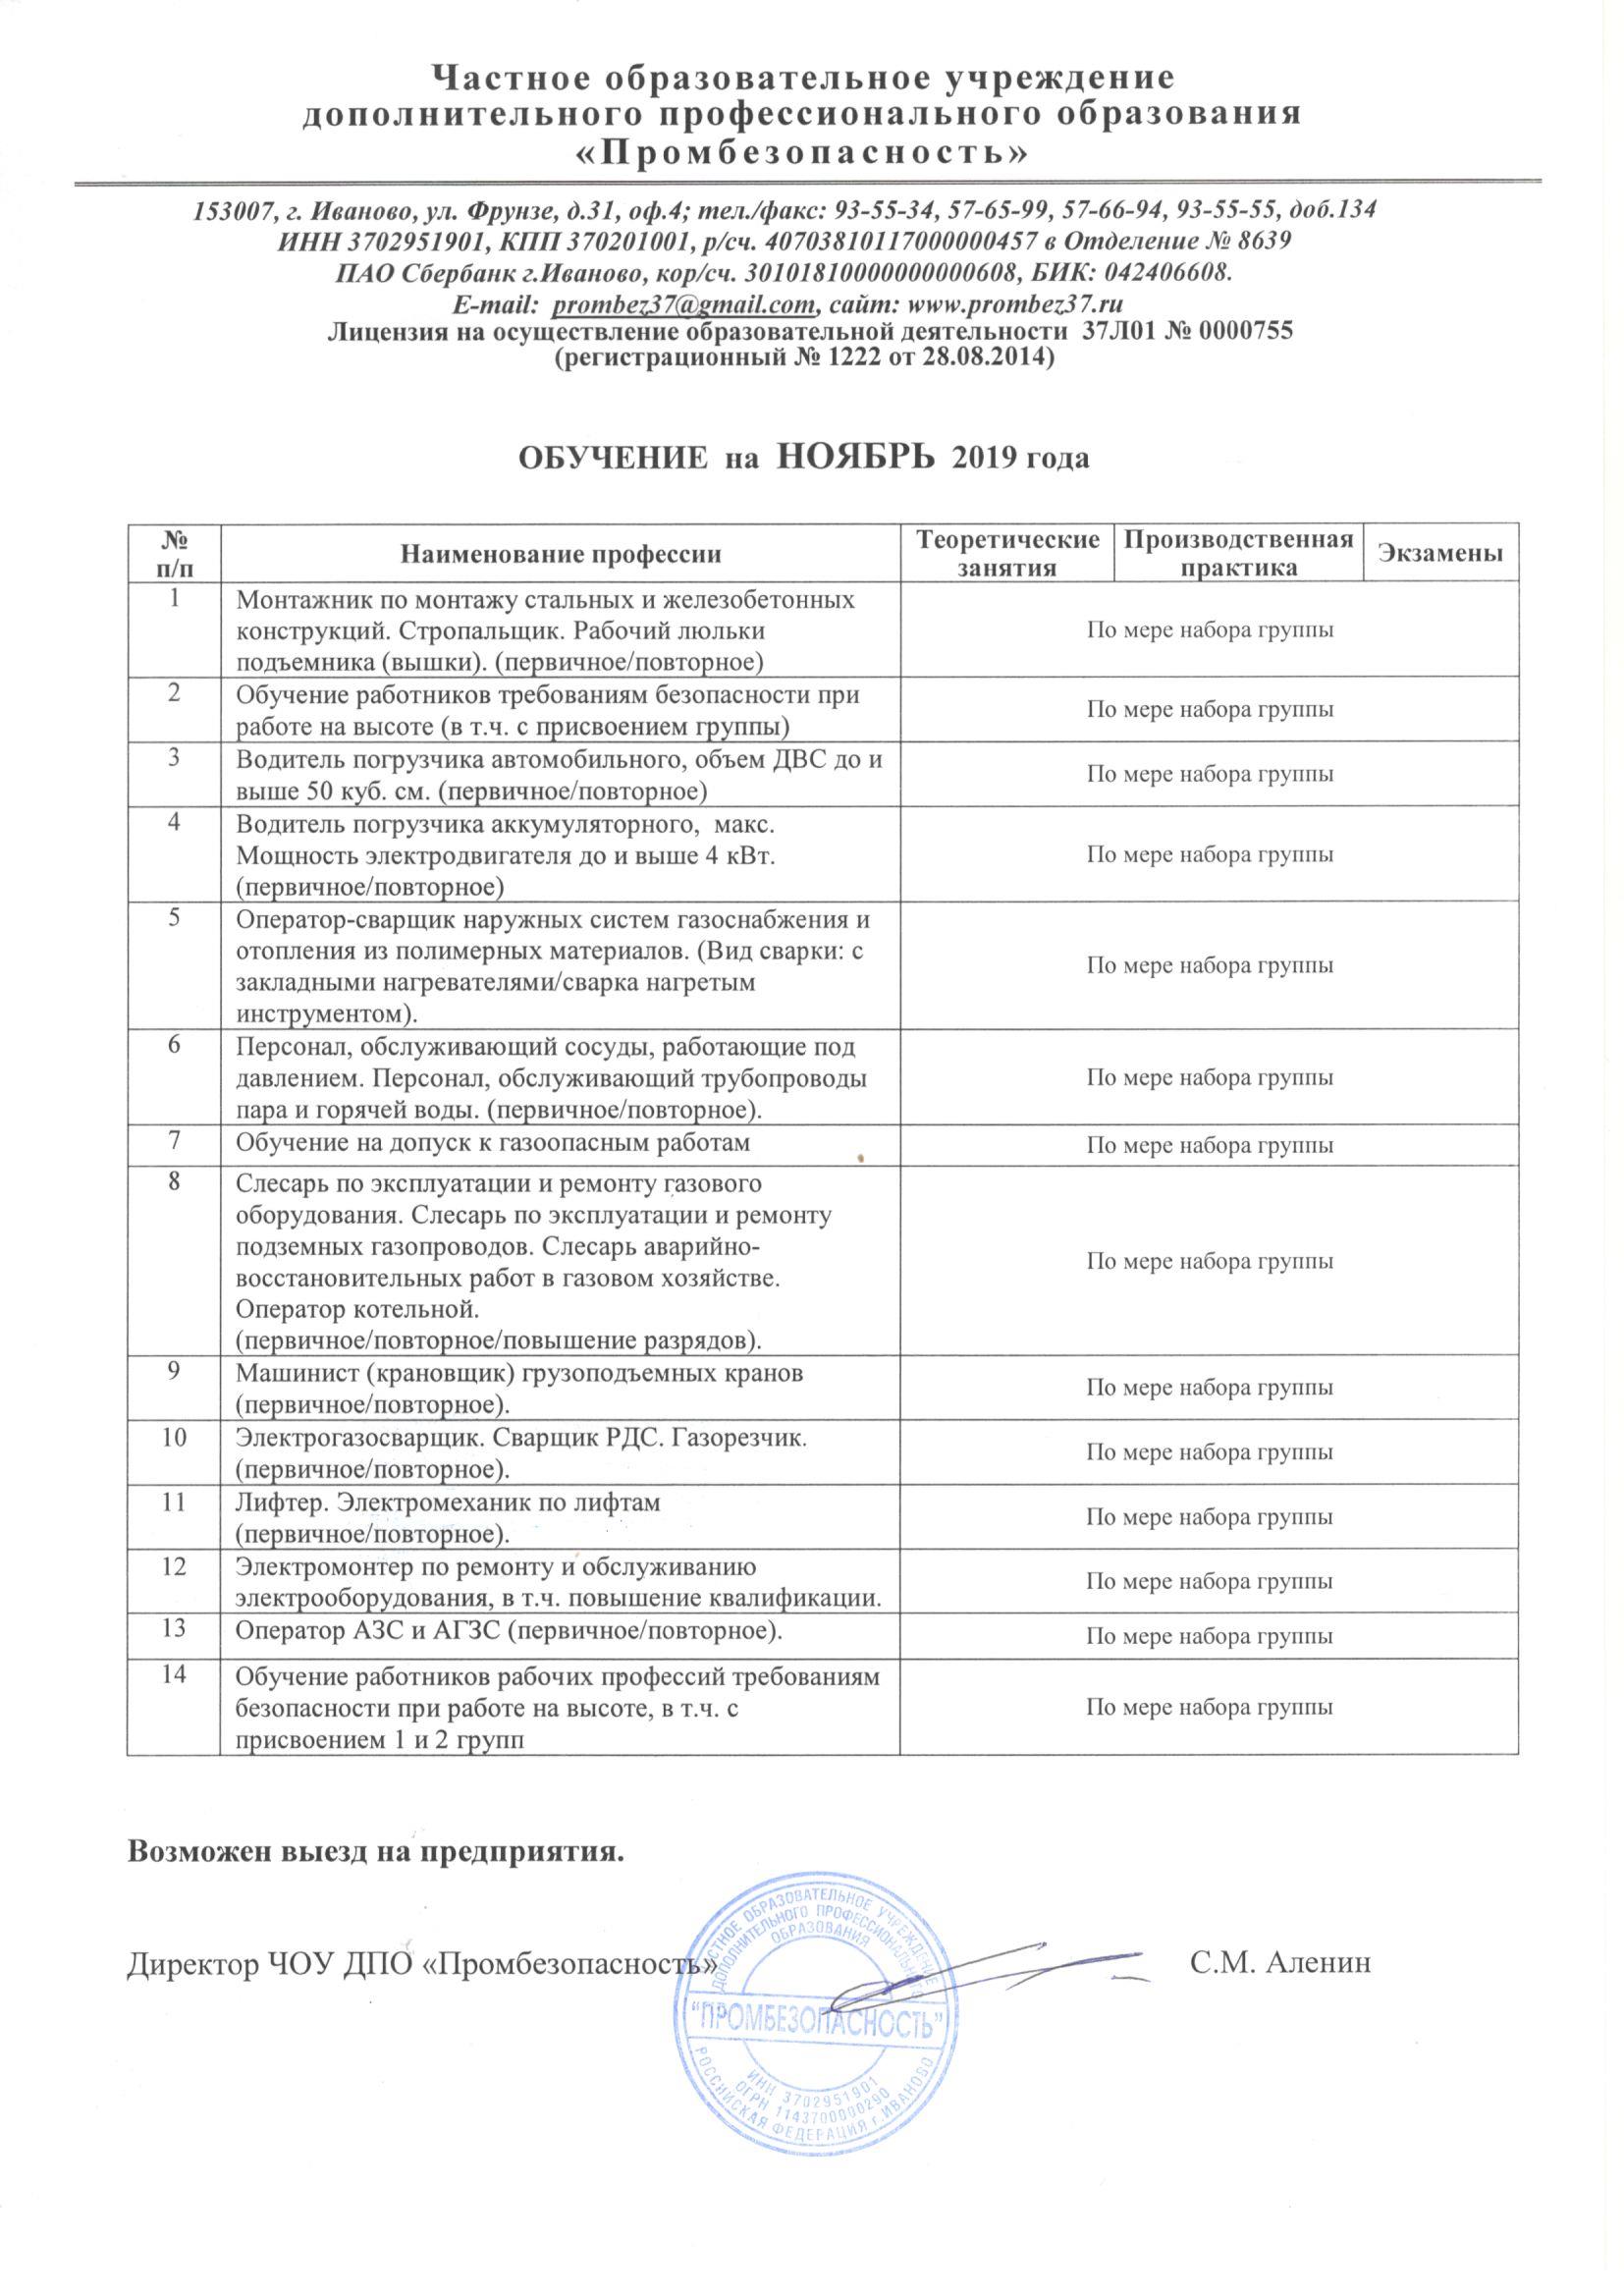 Частное образовательное учреждение
дополнительного профессионального образования
«Промбезопасность»
153007, г. Иваново, ул. Фрунзе, д.31, оф.4; тел./факс: 93-55-34, 57-65-99, 57-66-94, 93-55-55, доб.134
ИНН 3702951901, КПП 370201001, р/сч. 40703810117000000457 в Отделение № 8639
ПАО Сбербанк г.Иваново, кор/сч. 30101810000000000608, БИК: 042406608.
E-mail: prombez37@gmail.com, сайт: www.prombez37.ru
Лицензия на осуществление образовательной деятельности 37Л01 № 0000755
(регистрационный № 1222 от 28.08.2014)
ОБУЧЕНИЕ на НОЯБРЬ 2019 года
№ п/п
Наименование профессии
Теоретические занятия
Производственная практика
Экзамены
1
Монтажник по монтажу стальных и железобетонных
конструкций. Стропальщик. Рабочий люльки
подъемника (вышки). (первичное/повторное)
По мере набора группы
2
Обучение работников требованиям безопасности при
работе на высоте (в т.ч. с присвоением группы)
По мере набора группы
3
Водитель погрузчика автомобильного, объем ДВС до и
выше 50 куб. см. (первичное/повторное)
По мере набора группы
4
Водитель погрузчика аккумуляторного, макс.
Мощность электродвигателя до и выше 4 кВт.
(первичное/повторное)
По мере набора группы
5
Оператор-сварщик наружных систем газоснабжения и
отопления из полимерных материалов. (Вид сварки: с
закладными нагревателями/сварка нагретым
инструментом).
По мере набора группы
6
Персонал, обслуживающий сосуды, работающие под
давлением. Персонал, обслуживающий трубопроводы
пара и горячей воды. (первичное/повторное).
По мере набора группы
7
Обучение на допуск к газоопасным работам
По мере набора группы
8
Слесарь по эксплуатации и ремонту газового
оборудования. Слесарь по эксплуатации и ремонту
подземных газопроводов. Слесарь аварийно-
восстановительных работ в газовом хозяйстве.
Оператор котельной.
(первичное/повторное/повышение разрядов).
По мере набора группы
9
Машинист (крановщик) грузоподъемных кранов
(первичное/повторное).
По мере набора группы
10
Электрогазосварщик. Сварщик РДС. Газорезчик.
(первичное/повторное).
По мере набора группы
11
Лифтер. Электромеханик по лифтам
(первичное/повторное).
По мере набора группы
12
Электромонтер по ремонту и обслуживанию
электрооборудования, в т.ч. повышение квалификации.
По мере набора группы
13
Оператор АЗС и АГЗС (первичное/повторное).
По мере набора группы
14
Обучение работников рабочих профессий требованиям
безопасности при работе на высоте, в т.ч. с
присвоением 1 и 2 групп
По мере набора группы
Возможен выезд на предприятия.
Директор ЧОУ ДПО «Промбезопасность»
С.М. Аленин
ЧАСТНОЕ ОБРАЗОВАТЕЛЬНОЕ УЧРЕЖДЕНИЕ
ДОПОЛНИТЕЛЬНОГО ПРОФЕССИОНАЛЬНОГО
ОБРАЗОВАНИЯ
"ПРОМБЕЗОПАСНОСТЬ"
ИНН 3702951901
ОГРН 1143700000290
РОССИЙСКАЯ ФЕДЕРАЦИЯ г.ИВАНОВО